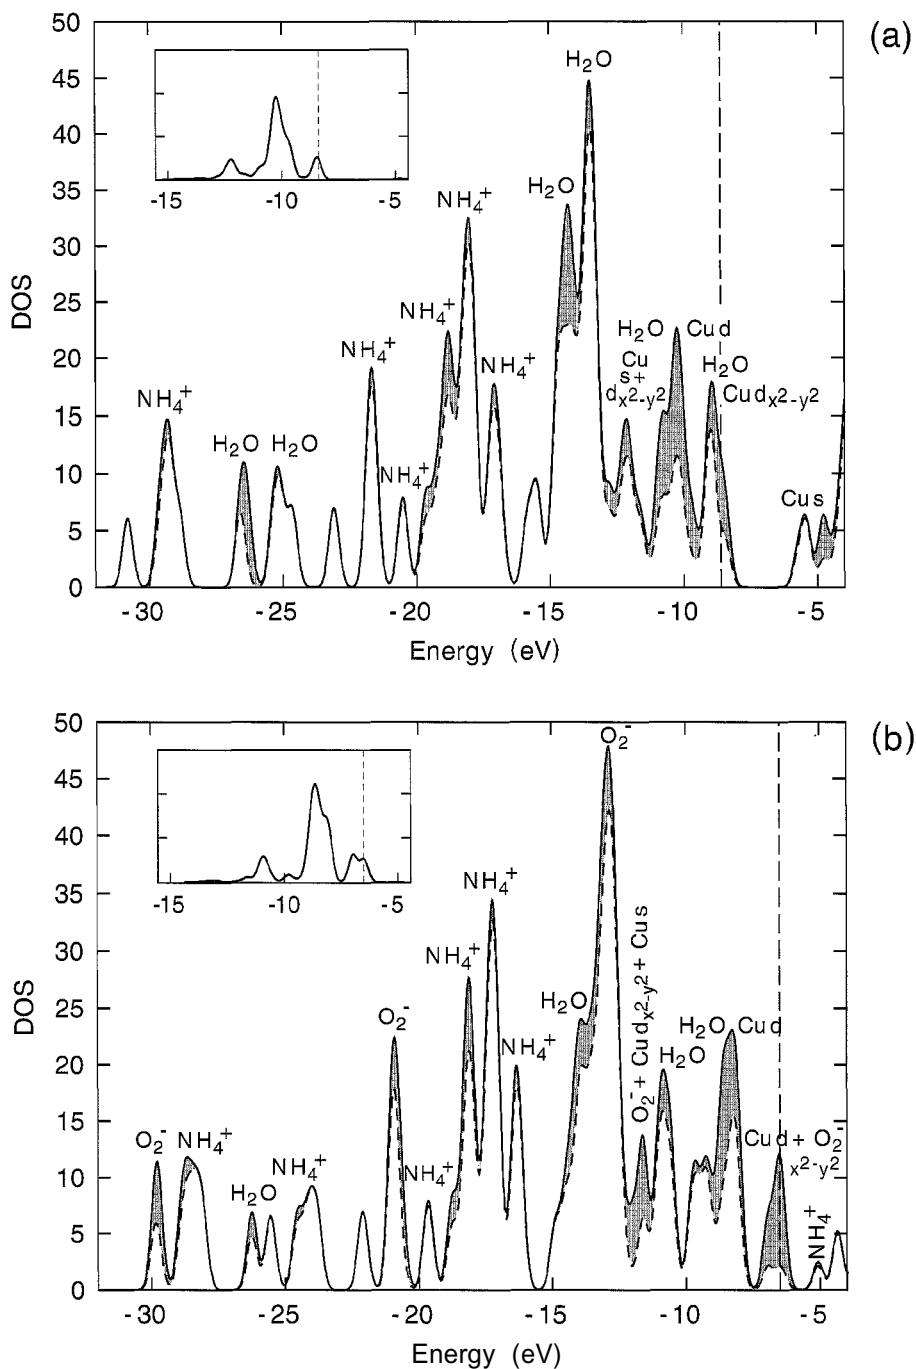 (a)
50
45
40
35
30
25
20
15
10
5
0
DOS
-15 -10 -5
NH₄⁺
H₂O
H₂O
NH₄⁺
NH₄⁺
NH₄⁺
NH₄⁺
NH₄⁺
H₂O
H₂O
H₂O Cu d
Cu
s+
dx²-y²
H₂O
Cu dx²-y²
Cu s
-30 -25 -20 -15 -10 -5
Energy (eV)
(b)
50
45
40
35
30
25
20
15
10
5
0
DOS
-15 -10 -5
O₂⁻
NH₄⁺
H₂O
NH₄⁺
O₂⁻
NH₄⁺
NH₄⁺
NH₄⁺
NH₄⁺
H₂O
O₂⁻
O₂⁻ + Cu dx²-y² + Cu s
H₂O
H₂O Cu d
Cu d + O₂⁻
x²-y²
NH₄⁺
-30 -25 -20 -15 -10 -5
Energy (eV)